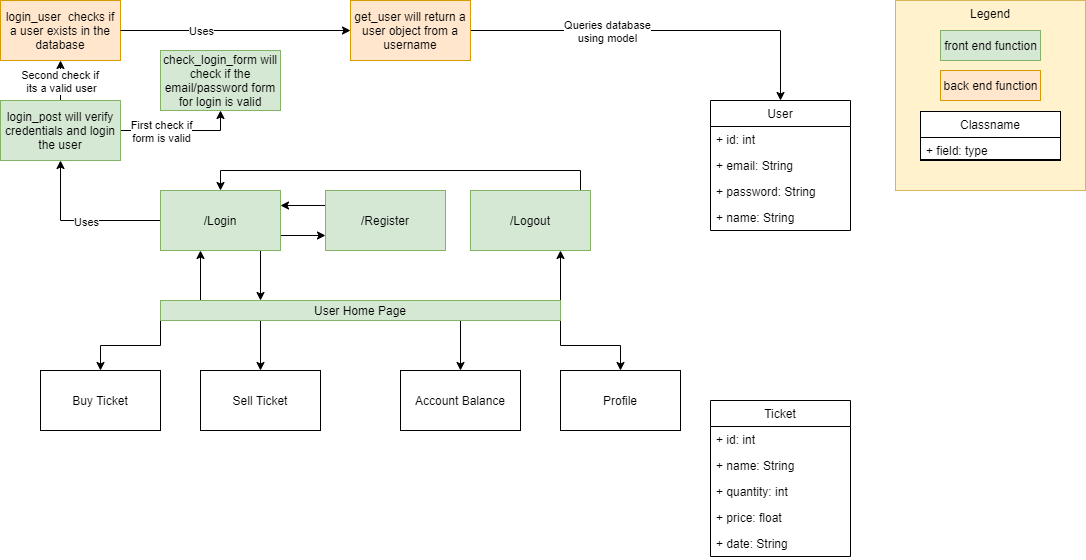 login_user  checks if
a user exists in the
database
Uses
get_user will return a
user object from a
username
Queries database
using model
Legend
front end function
back end function
Classname
+ field: type
Second check if
its a valid user
check_login_form will
check if the
email/password form
for login is valid
login_post will verify
credentials and login
the user
First check if
form is valid
User
+ id: int
+ email: String
+ password: String
+ name: String
Uses
/Login
/Register
/Logout
User Home Page
Buy Ticket
Sell Ticket
Account Balance
Profile
Ticket
+ id: int
+ name: String
+ quantity: int
+ price: float
+ date: String